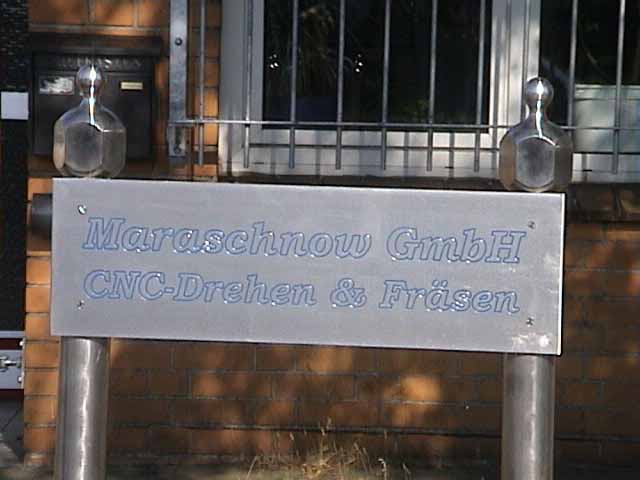 Maraschnow GmbH
CNC-Drehen & Fräsen